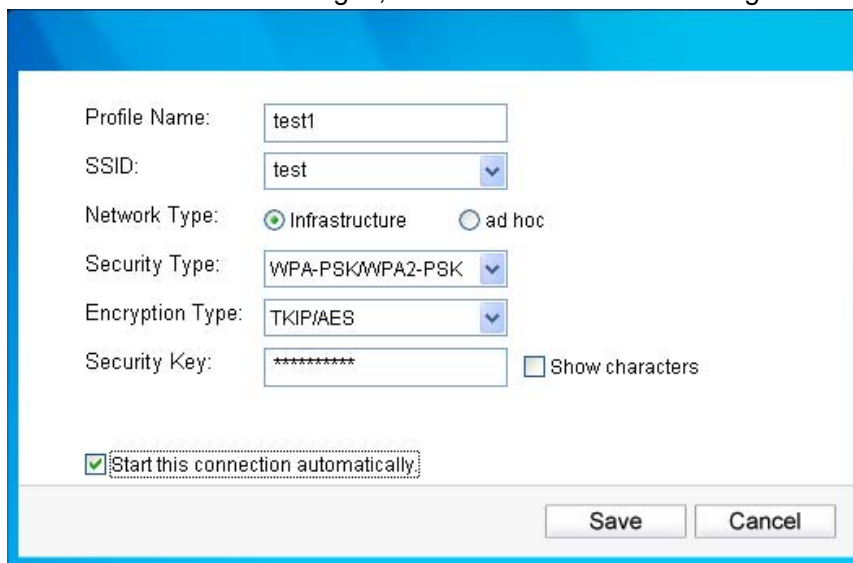 Profile Name: test1
SSID: test
Network Type: Infrastructure ad hoc
Security Type: WPA-PSK/WPA2-PSK
Encryption Type: TKIP/AES
Security Key: ********** Show characters
Start this connection automatically.
Save Cancel